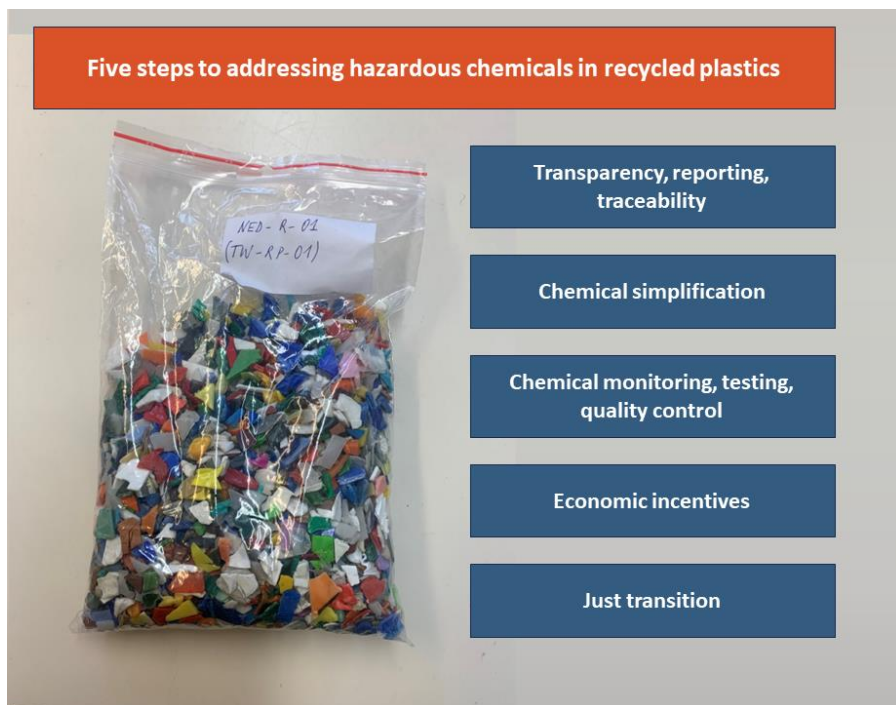 Five steps to addressing hazardous chemicals in recycled plastics
NED-R-01
(TW-RP-01)
Transparency, reporting,
traceability
Chemical simplification
Chemical monitoring, testing,
quality control
Economic incentives
Just transition